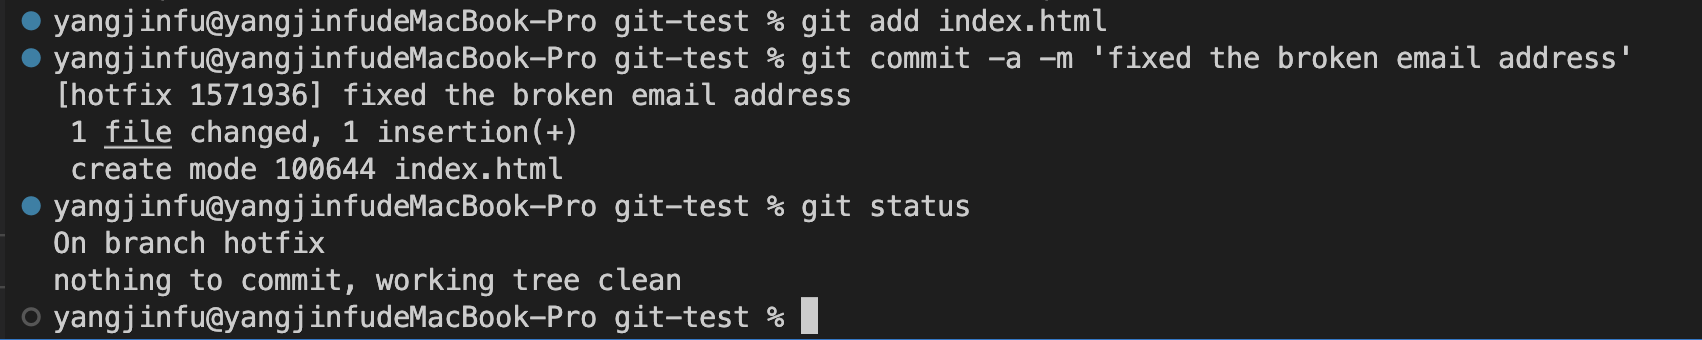 yangjinfu@yangjinfudeMacBook-Pro git-test % git add index.html
yangjinfu@yangjinfudeMacBook-Pro git-test % git commit -a -m 'fixed the broken email address'
[hotfix 1571936] fixed the broken email address
 1 file changed, 1 insertion(+)
 create mode 100644 index.html
yangjinfu@yangjinfudeMacBook-Pro git-test % git status
On branch hotfix
nothing to commit, working tree clean
yangjinfu@yangjinfudeMacBook-Pro git-test %